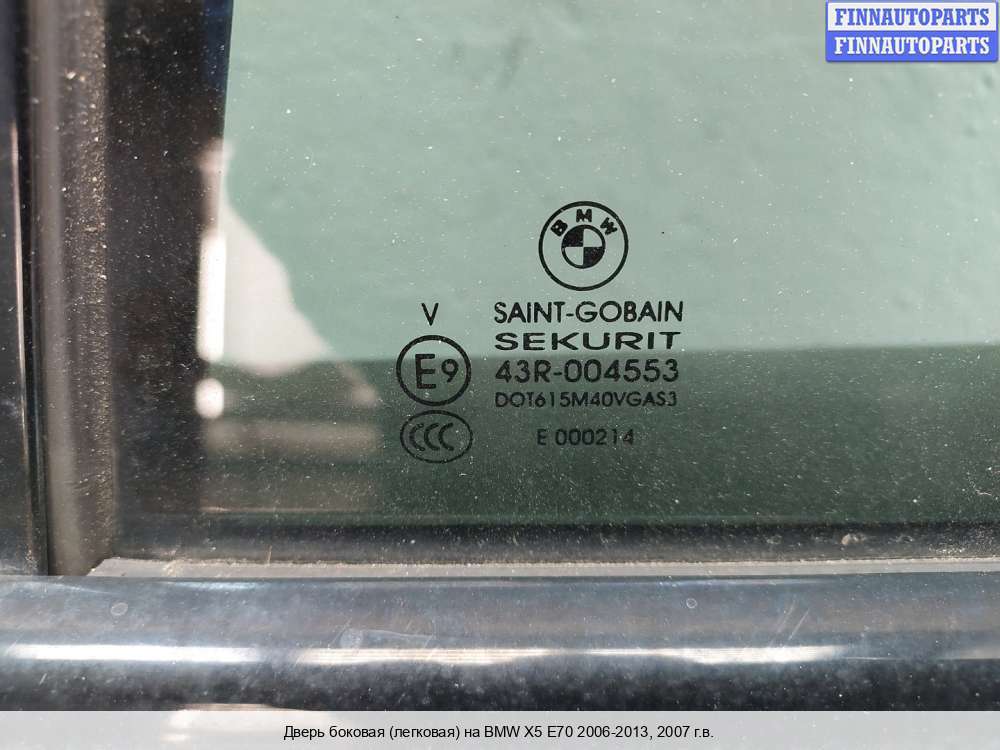 FINNAUTOPARTS
FINNAUTOPARTS
BMW
V
SAINT-GOBAIN
SEKURIT
E9
43R-004553
DOT615M40VGAS3
CCC
E 000214
Дверь боковая (легковая) на BMW X5 E70 2006-2013, 2007 г.в.